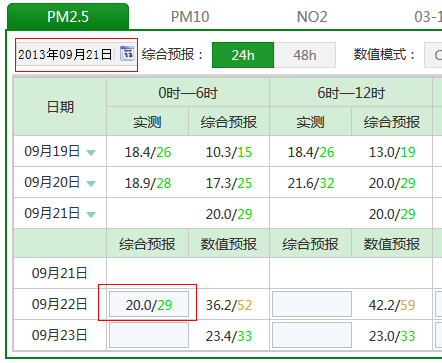 PM2.5 PM10 NO2 03-1
2013年09月21日 综合预报： 24h 48h 数值模式：
日期 0时—6时 6时—12时
实测 综合预报 实测 综合预报
09月19日 18.4/26 10.3/15 18.4/26 13.0/19
09月20日 18.9/28 17.3/25 21.6/32 20.0/29
09月21日 20.0/29 20.0/29
综合预报 数值预报 综合预报 数值预报
09月21日
09月22日 20.0/29 36.2/52 42.2/59
09月23日 23.4/33 23.0/33